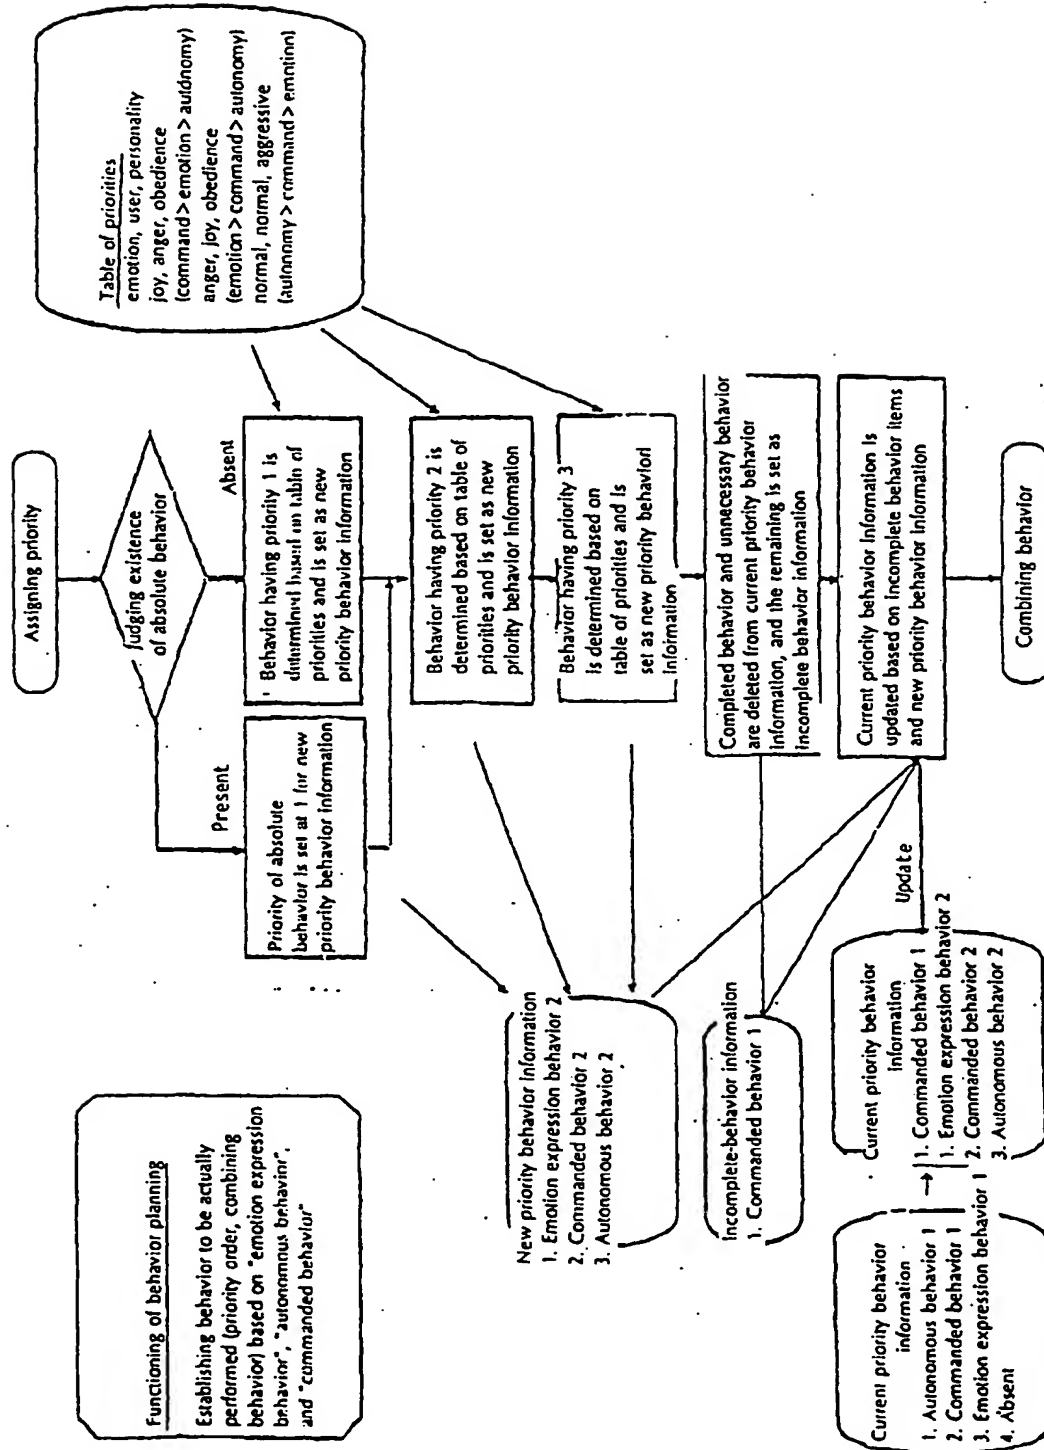 Functioning of behavior planning
Establishing behavior to be actually
performed (priority order, combining
behavior) based on "emotion expression
behavior", "autonomous behavior",
and "commanded behavior"
Assigning priority
Judging existence
of absolute behavior
Present
Absent
Priority of absolute
behavior is set at 1 for new
priority behavior information
Behavior having priority 1 is
determined based on table of
priorities and is set as new
priority behavior information
Table of priorities
emotion, user, personality
joy, anger, obedience
(command > emotion > autonomy)
anger, joy, obedience
(emotion > command > autonomy)
normal, normal, aggressive
(autonomy > command > emotion)
Behavior having priority 2 is
determined based on table of
priorities and is set as new
priority behavior information
Behavior having priority 3
is determined based on
table of priorities and is
set as new priority behavior
information
New priority behavior information
1. Emotion expression behavior 2
2. Commanded behavior 2
3. Autonomous behavior 2
Completed behavior and unnecessary behavior
are deleted from current priority behavior
information, and the remaining is set as
incomplete behavior information
Incomplete-behavior information
1. Commanded behavior 1
Current priority behavior information is
updated based on incomplete behavior items
and new priority behavior information
Update
Current priority behavior
information
1. Autonomous behavior 1
2. Commanded behavior 1
3. Emotion expression behavior 1
4. Absent
Current priority behavior
information
1. Commanded behavior 1
1. Emotion expression behavior 2
2. Commanded behavior 2
3. Autonomous behavior 2
Combining behavior